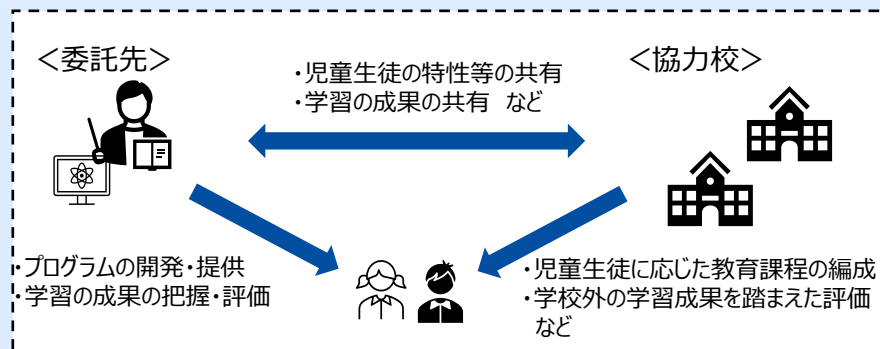 ＜委託先＞
・児童生徒の特性等の共有
・学習の成果の共有　など
＜協力校＞
・プログラムの開発・提供
・学習の成果の把握・評価
・児童生徒に応じた教育課程の編成
・学校外の学習成果を踏まえた評価
など